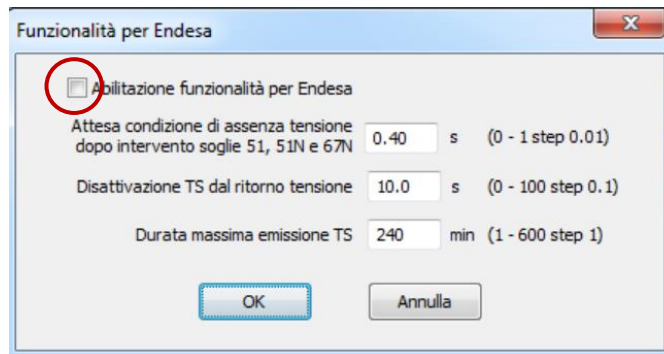 Funzionalità per Endesa
Abilitazione funzionalità per Endesa
Attesa condizione di assenza tensione
dopo intervento soglie 51, 51N e 67N 0.40 s (0 - 1 step 0.01)
Disattivazione TS dal ritorno tensione 10.0 s (0 - 100 step 0.1)
Durata massima emissione TS 240 min (1 - 600 step 1)
OK Annulla